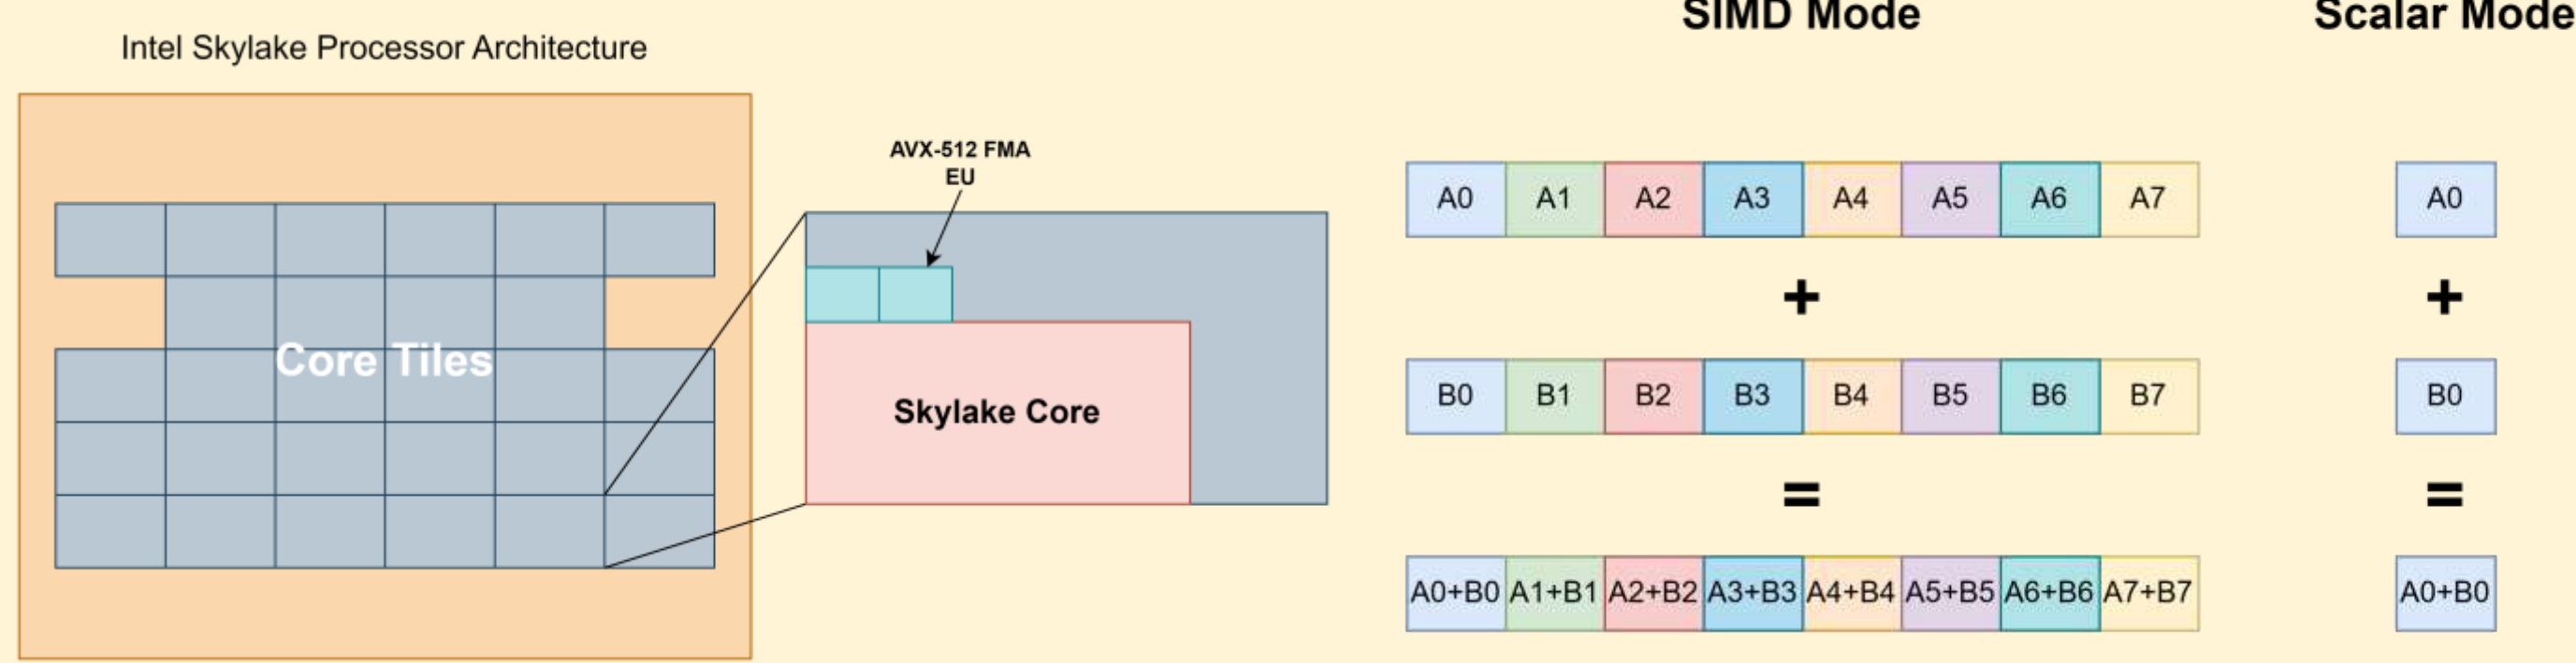 Intel Skylake Processor Architecture
Core Tiles
AVX-512 FMA
EU
Skylake Core
SIMD Mode
A0 A1 A2 A3 A4 A5 A6 A7
+
B0 B1 B2 B3 B4 B5 B6 B7
=
A0+B0 A1+B1 A2+B2 A3+B3 A4+B4 A5+B5 A6+B6 A7+B7
Scalar Mode
A0
+
B0
=
A0+B0